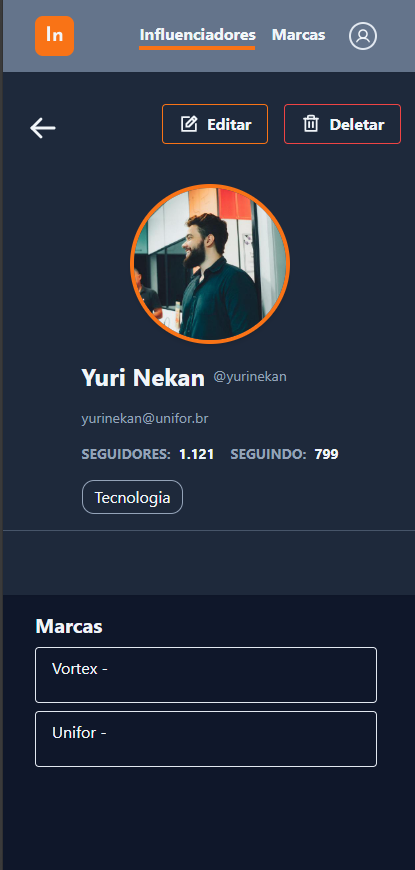 In Influenciadores Marcas
Editar Deletar
Yuri Nekan @yurinekan
yurinekan@unifor.br
SEGUIDORES: 1.121 SEGUINDO: 799
Tecnologia
Marcas
Vortex -
Unifor -